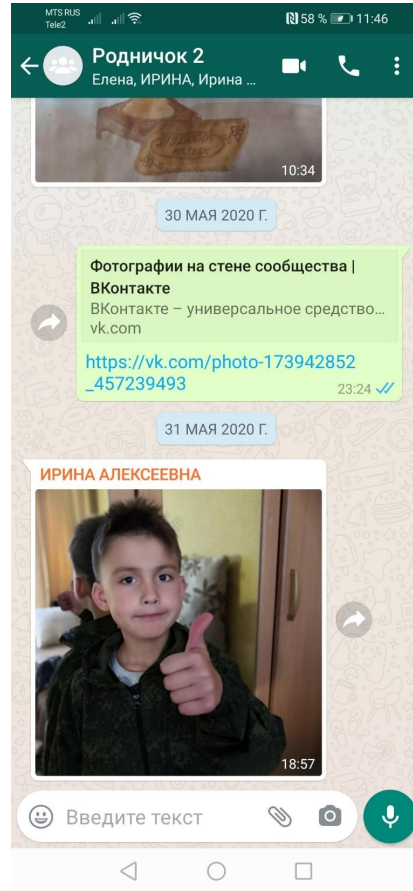 MTS RUS
Tele2
58 % 11:46
Родничок 2
Елена, ИРИНА, Ирина ...
10:34
30 МАЯ 2020 Г.
Фотографии на стене сообщества |
ВКонтакте
ВКонтакте – универсальное средство...
vk.com
https://vk.com/photo-173942852
_457239493
23:24
31 МАЯ 2020 Г.
ИРИНА АЛЕКСЕЕВНА
18:57
Введите текст